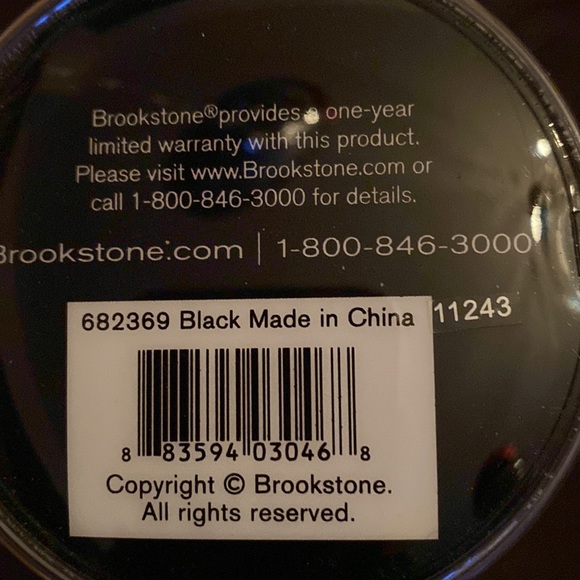 Brookstone®provides a one-year
limited warranty with this product.
Please visit www.Brookstone.com or
call 1-800-846-3000 for details.
Brookstone.com | 1-800-846-3000
11243
682369 Black Made in China
8 83594 03046 8
Copyright © Brookstone.
All rights reserved.